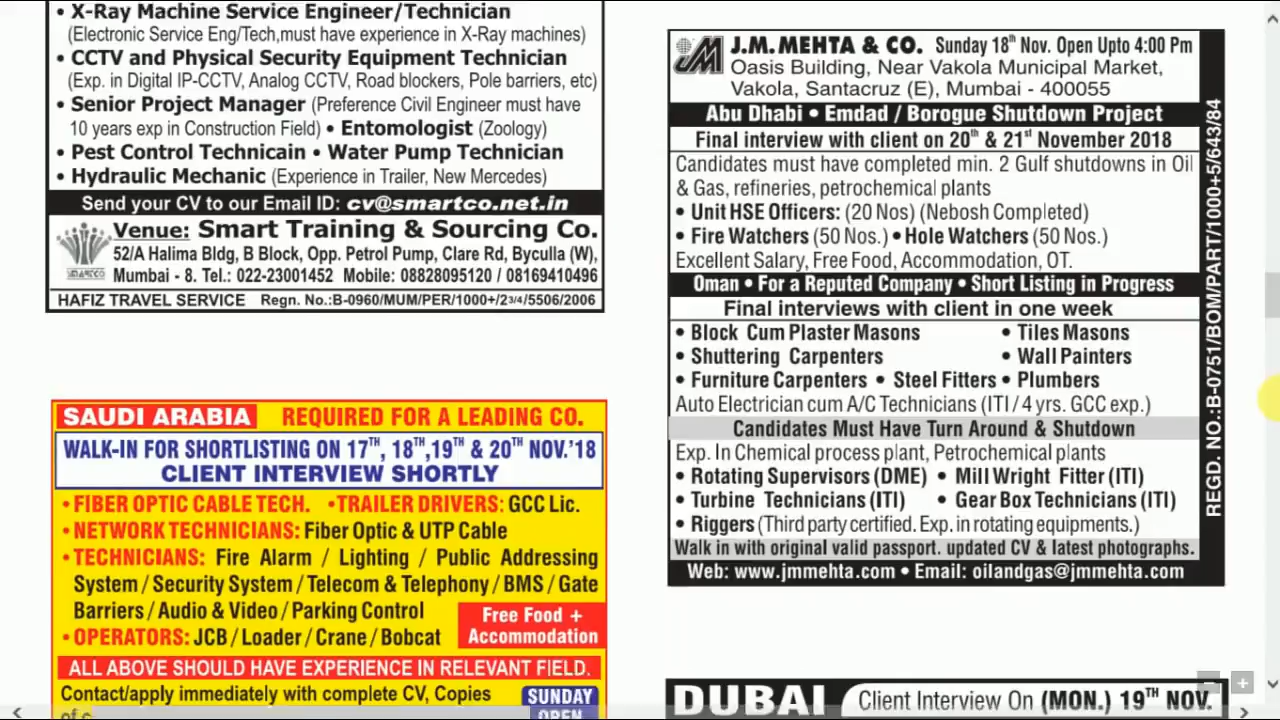 • X-Ray Machine Service Engineer/Technician
(Electronic Service Eng/Tech,must have experience in X-Ray machines)
• CCTV and Physical Security Equipment Technician
(Exp. in Digital IP-CCTV, Analog CCTV, Road blockers, Pole barriers, etc)
• Senior Project Manager (Preference Civil Engineer must have
10 years exp in Construction Field) • Entomologist (Zoology)
• Pest Control Technicain • Water Pump Technician
• Hydraulic Mechanic (Experience in Trailer, New Mercedes)
Send your CV to our Email ID: cv@smartco.net.in
SMARTCO
Venue: Smart Training & Sourcing Co.
52/A Halima Bldg, B Block, Opp. Petrol Pump, Clare Rd, Byculla (W),
Mumbai - 8. Tel.: 022-23001452 Mobile: 08828095120 / 08169410496
HAFIZ TRAVEL SERVICE Regn. No.:B-0960/MUM/PER/1000+/23/4/5506/2006
SAUDI ARABIA REQUIRED FOR A LEADING CO.
WALK-IN FOR SHORTLISTING ON 17TH, 18TH,19TH & 20TH NOV.'18
CLIENT INTERVIEW SHORTLY
• FIBER OPTIC CABLE TECH. • TRAILER DRIVERS: GCC Lic.
• NETWORK TECHNICIANS: Fiber Optic & UTP Cable
• TECHNICIANS: Fire Alarm / Lighting / Public Addressing
System / Security System / Telecom & Telephony / BMS / Gate
Barriers / Audio & Video / Parking Control
• OPERATORS: JCB / Loader / Crane / Bobcat
Free Food +
Accommodation
ALL ABOVE SHOULD HAVE EXPERIENCE IN RELEVANT FIELD.
Contact/apply immediately with complete CV, Copies
SUNDAY
OPEN
JM J.M. MEHTA & CO. Sunday 18th Nov. Open Upto 4:00 Pm
Oasis Building, Near Vakola Municipal Market,
Vakola, Santacruz (E), Mumbai - 400055
Abu Dhabi • Emdad / Borogue Shutdown Project
Final interview with client on 20th & 21st November 2018
Candidates must have completed min. 2 Gulf shutdowns in Oil
& Gas, refineries, petrochemical plants
• Unit HSE Officers: (20 Nos) (Nebosh Completed)
• Fire Watchers (50 Nos.) • Hole Watchers (50 Nos.)
Excellent Salary, Free Food, Accommodation, OT.
Oman • For a Reputed Company • Short Listing in Progress
Final interviews with client in one week
• Block Cum Plaster Masons • Tiles Masons
• Shuttering Carpenters • Wall Painters
• Furniture Carpenters • Steel Fitters • Plumbers
Auto Electrician cum A/C Technicians (ITI / 4 yrs. GCC exp.)
Candidates Must Have Turn Around & Shutdown
Exp. In Chemical process plant, Petrochemical plants
• Rotating Supervisors (DME) • Mill Wright Fitter (ITI)
• Turbine Technicians (ITI) • Gear Box Technicians (ITI)
• Riggers (Third party certified. Exp. in rotating equipments.)
Walk in with original valid passport. updated CV & latest photographs.
Web: www.jmmehta.com • Email: oilandgas@jmmehta.com
REGD. NO.:B-0751/BOM/PART/1000+5/643/84
DUBAI Client Interview On (MON.) 19TH NOV.